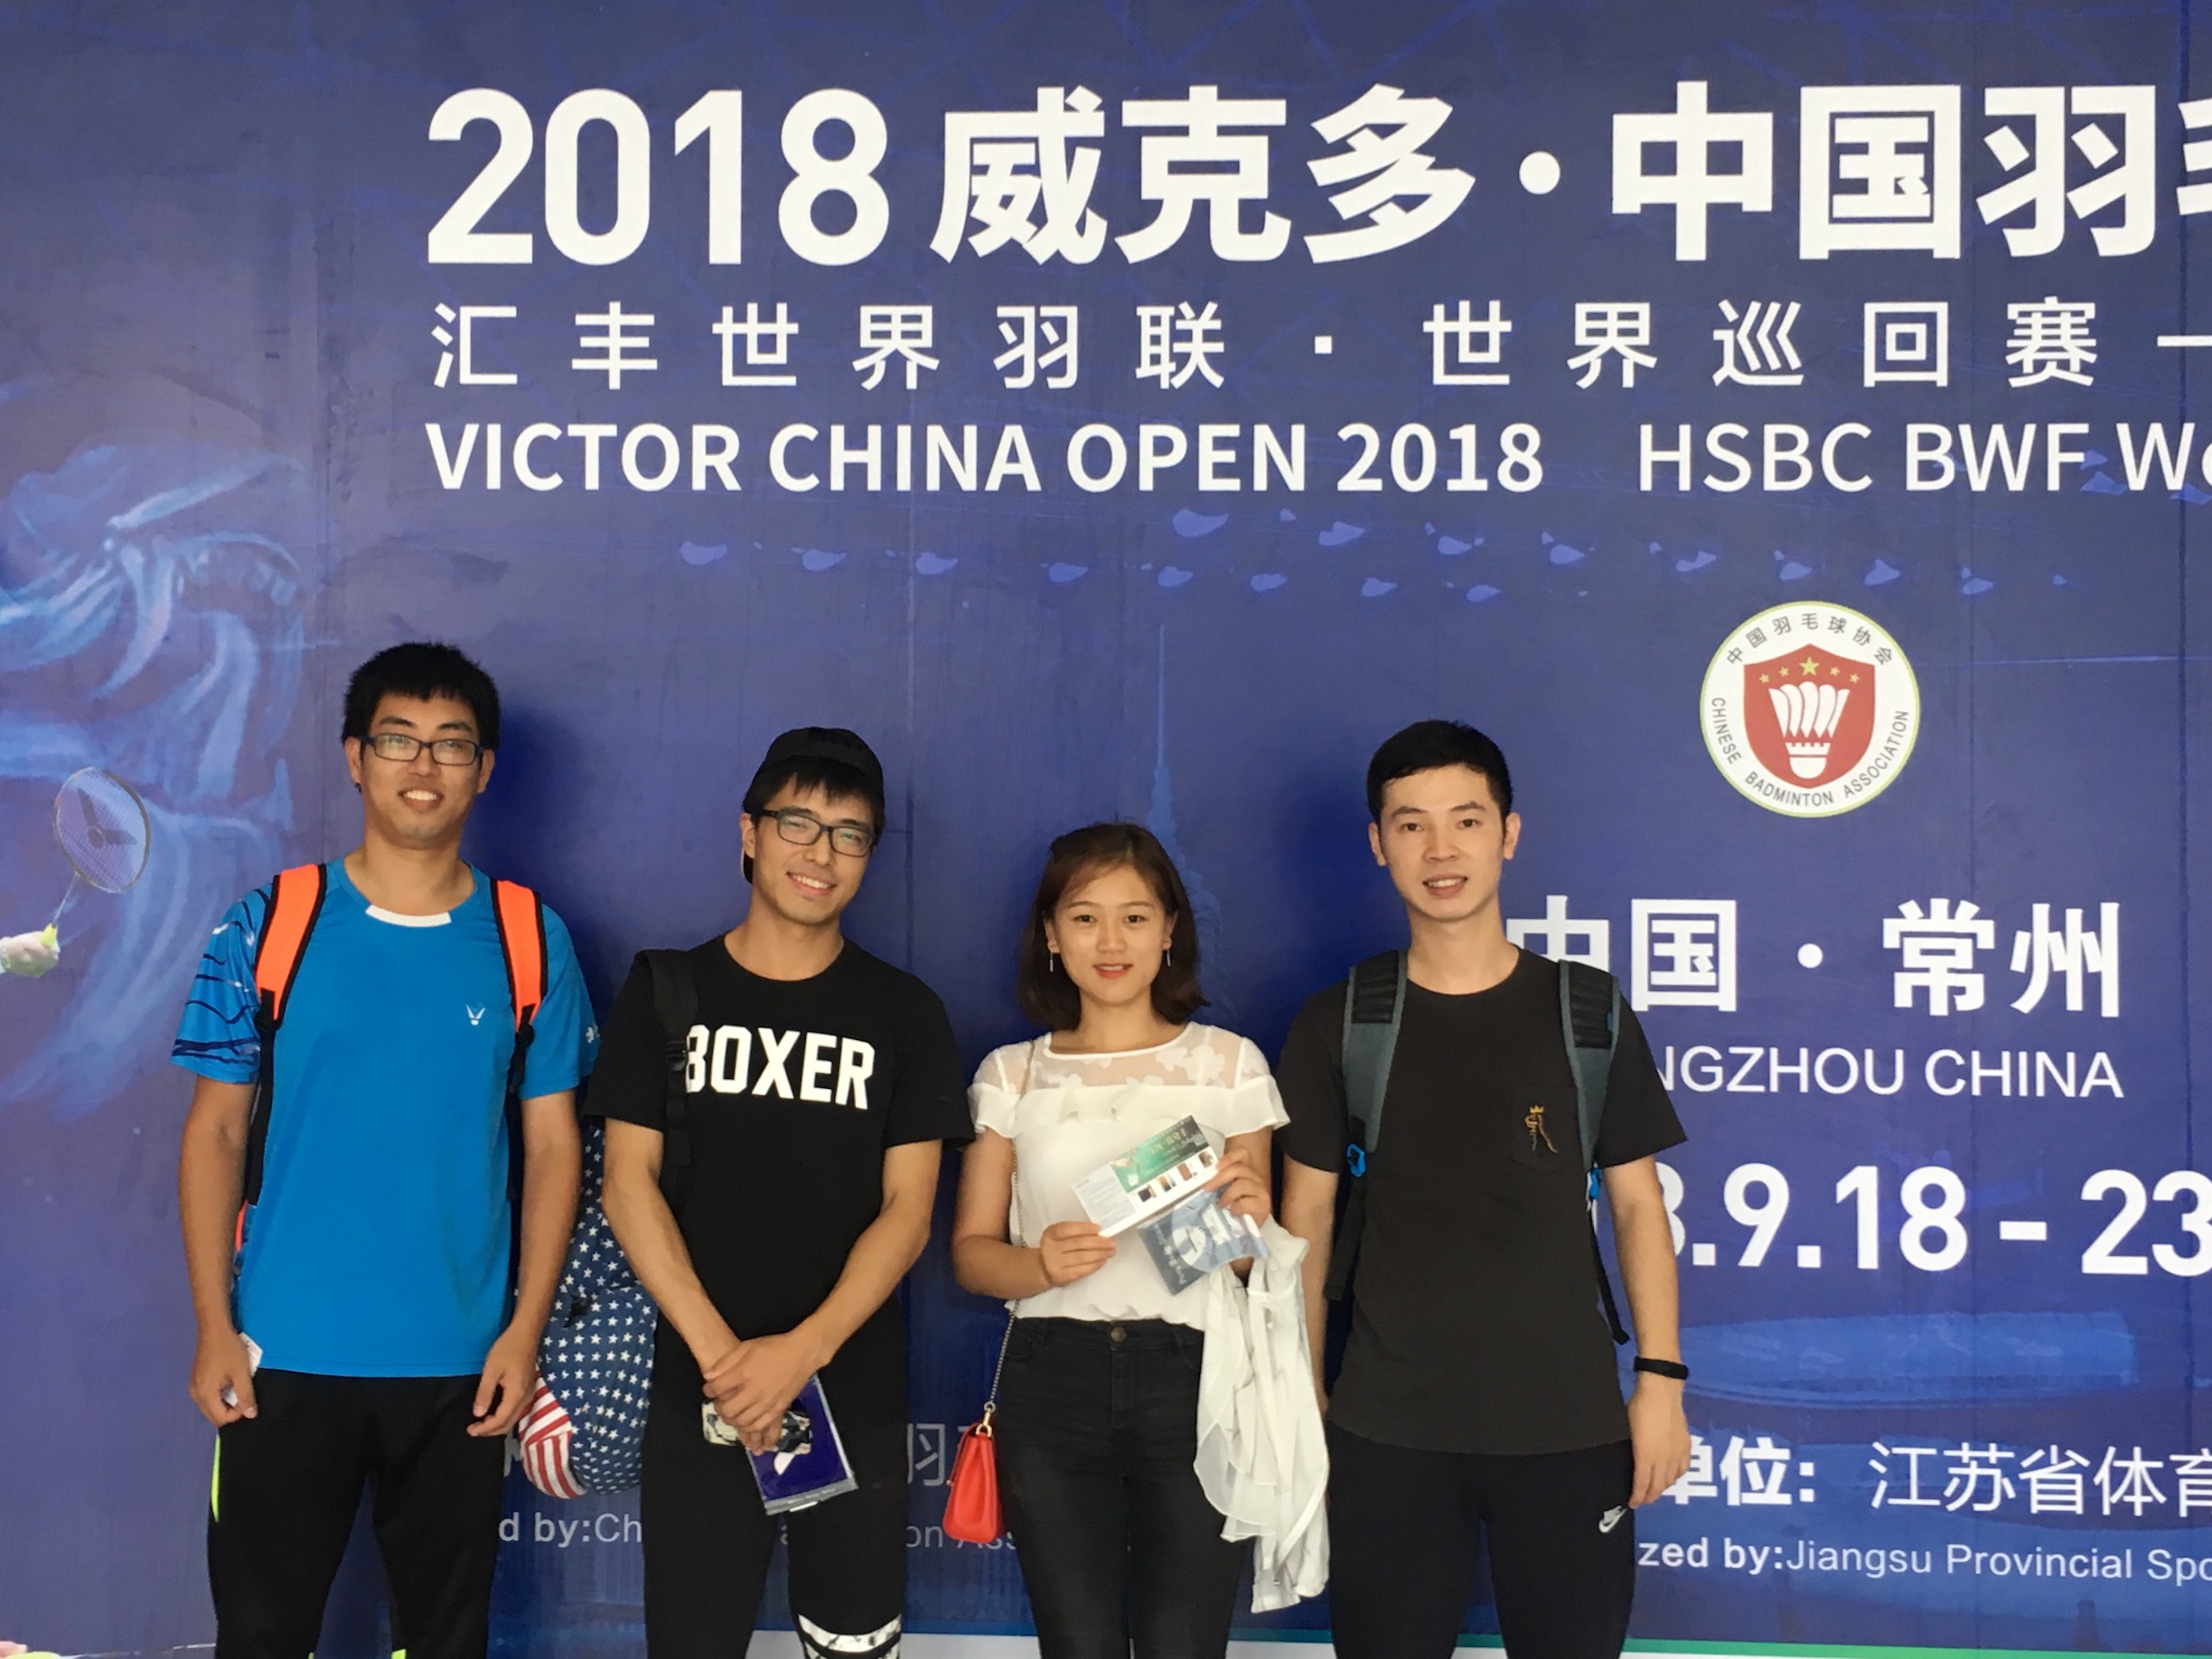 2018 威克多·中国羽
汇丰世界羽联·世界巡回赛
VICTOR CHINA OPEN 2018 HSBC BWF
中国羽毛球协会
CHINESE BADMINTON ASSOCIATION
中国·常州
NGZHOU CHINA
BOXER
8.9.18-23
单位: 江苏省体育
d by:Ch
zed by:Jiangsu Provincial Spo